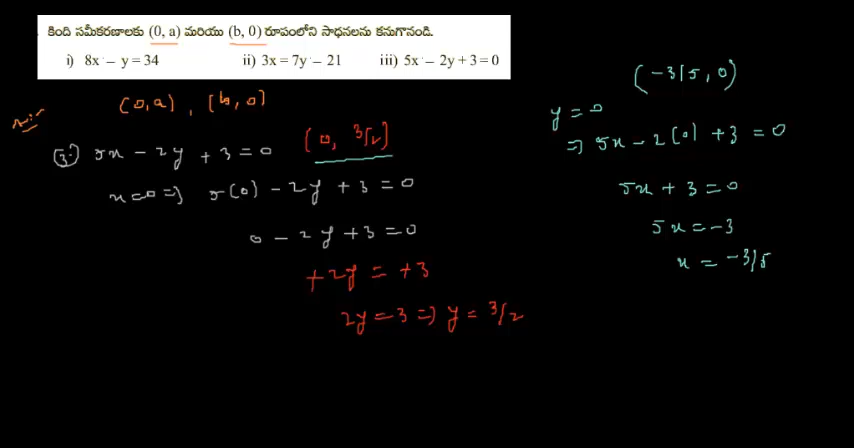 కింది సమీకరణాలకు (0, a) మరియు (b, 0) రూపంలోని సాధనలను కనుగొనండి.
i) 8x – y = 34 ii) 3x = 7y – 21 iii) 5x – 2y + 3 = 0
(0,a) , (b, 0)
(3) 5x – 2y + 3 = 0 (0, 3/2)
x=0 ⇒ 5(0) – 2y + 3 = 0
0 – 2y + 3 = 0
+2y = +3
2y = 3 ⇒ y = 3/2
(-3/5, 0)
y = 0
⇒ 5x – 2(0) + 3 = 0
5x + 3 = 0
5x = -3
x = -3/5